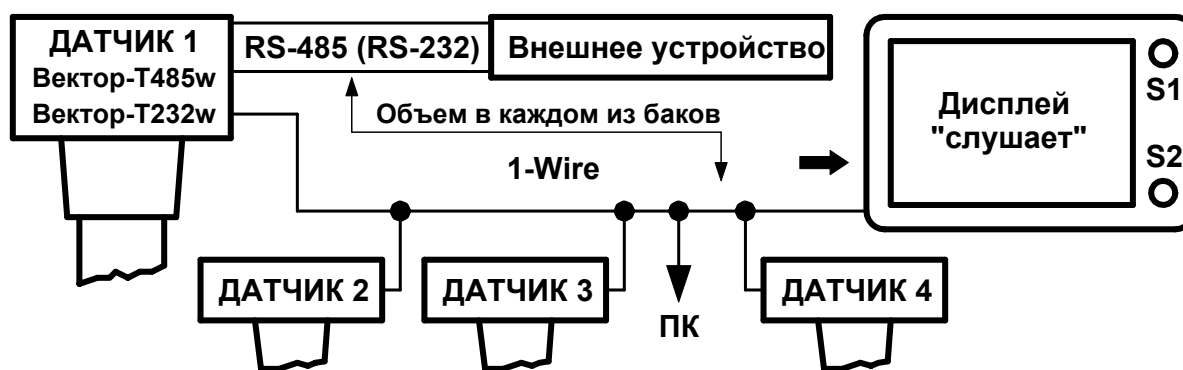 ДАТЧИК 1
Вектор-Т485w
Вектор-Т232w
RS-485 (RS-232)
Внешнее устройство
Объем в каждом из баков
1-Wire
Дисплей
"слушает"
S1
S2
ДАТЧИК 2
ДАТЧИК 3
ПК
ДАТЧИК 4